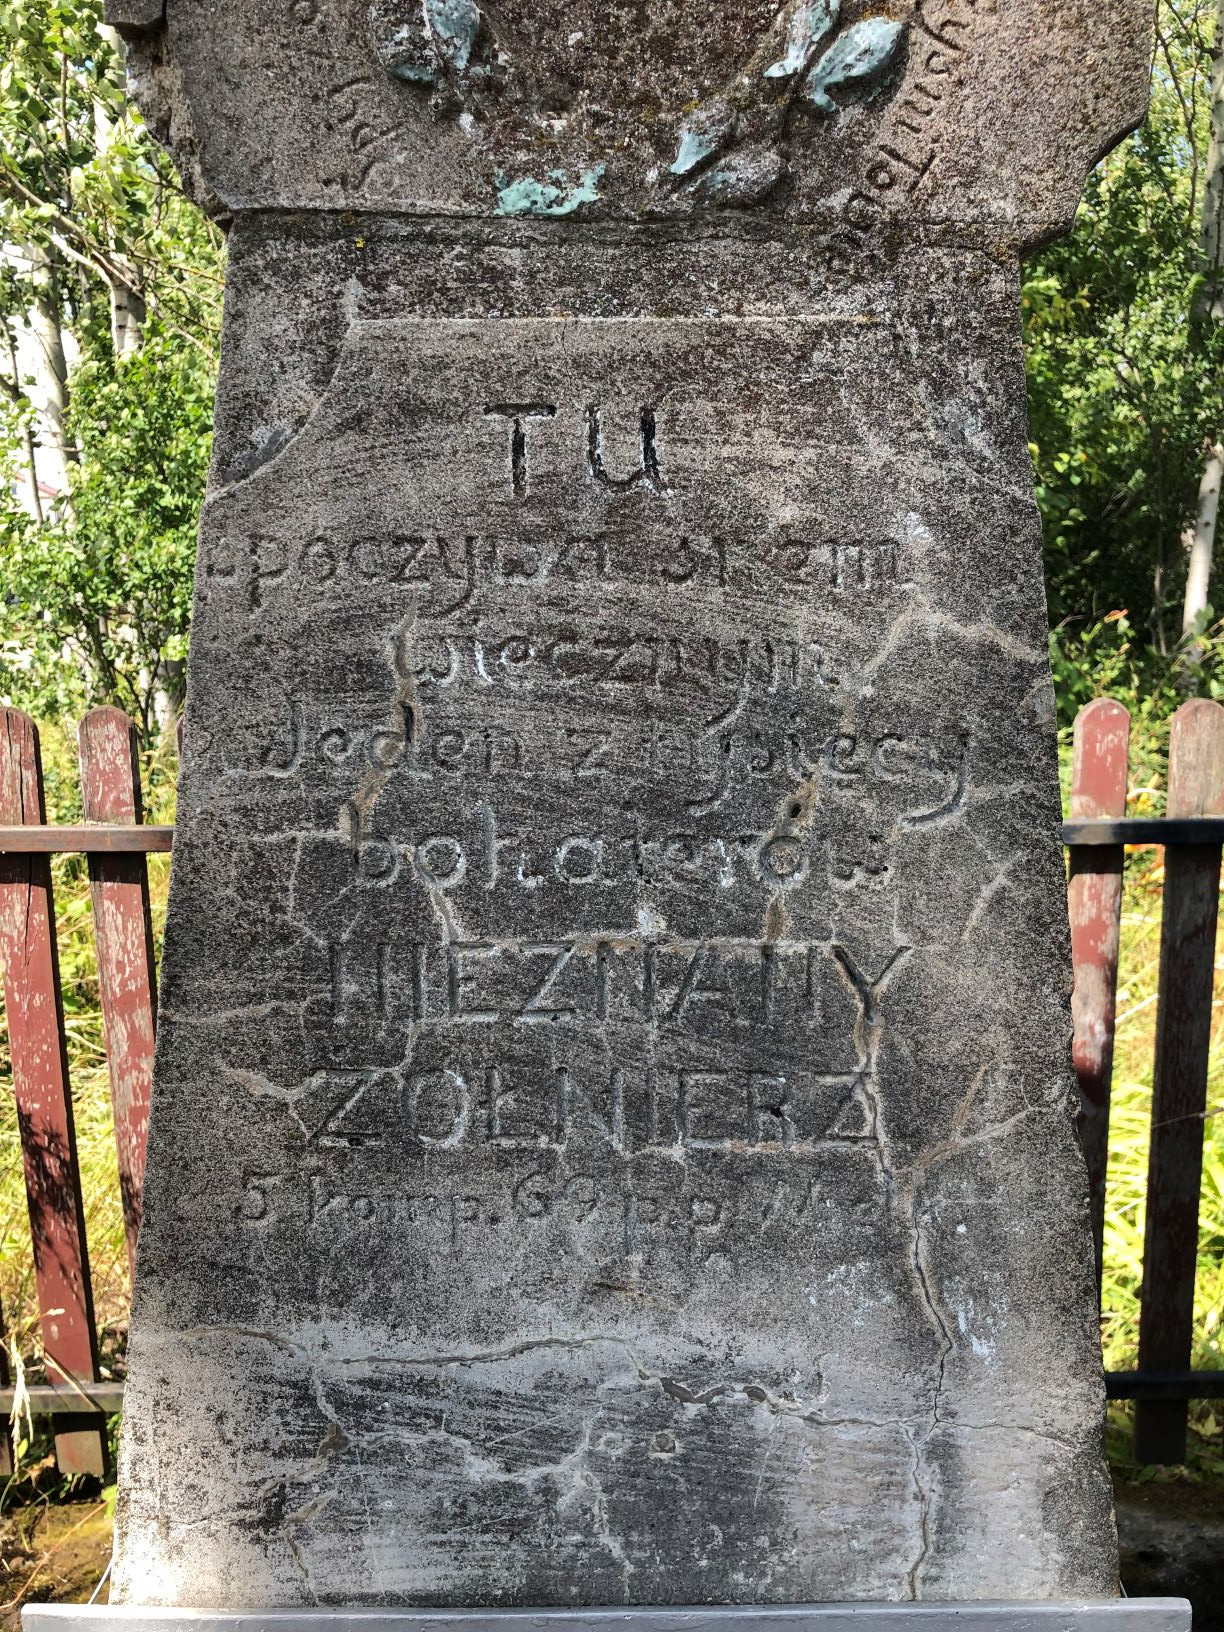 TU
spoczywa snem
wiecznym
Jeden z tysięcy
bohaterów
NIEZNANY
ŻOŁNIERZ
5 komp. 69 p.p.